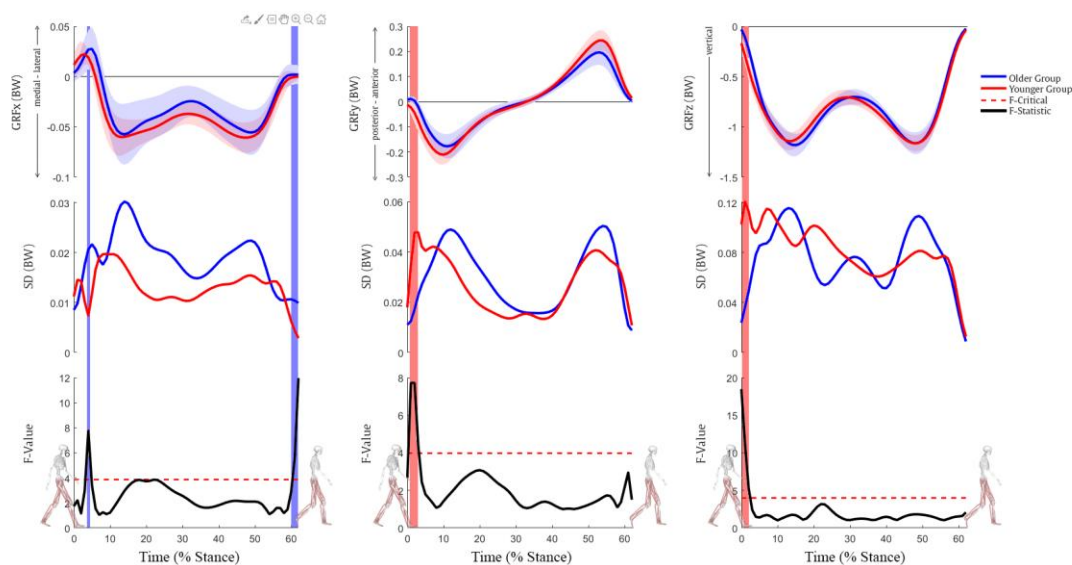 0.05
0
-0.05
-0.1
GRFx (BW)
medial - lateral
0.3
0.2
0.1
0
-0.1
-0.2
-0.3
GRFy (BW)
posterior - anterior
0
-0.5
-1
-1.5
GRFz (BW)
vertical
Older Group
Younger Group
F-Critical
F-Statistic
0.03
0.02
0.01
0
SD (BW)
0.06
0.04
0.02
0
SD (BW)
0.12
0.08
0.04
0
SD (BW)
12
10
8
6
4
2
0
F-Value
0 10 20 30 40 50 60
Time (% Stance)
8
6
4
2
0
F-Value
0 10 20 30 40 50 60
Time (% Stance)
20
15
10
5
0
F-Value
0 10 20 30 40 50 60
Time (% Stance)